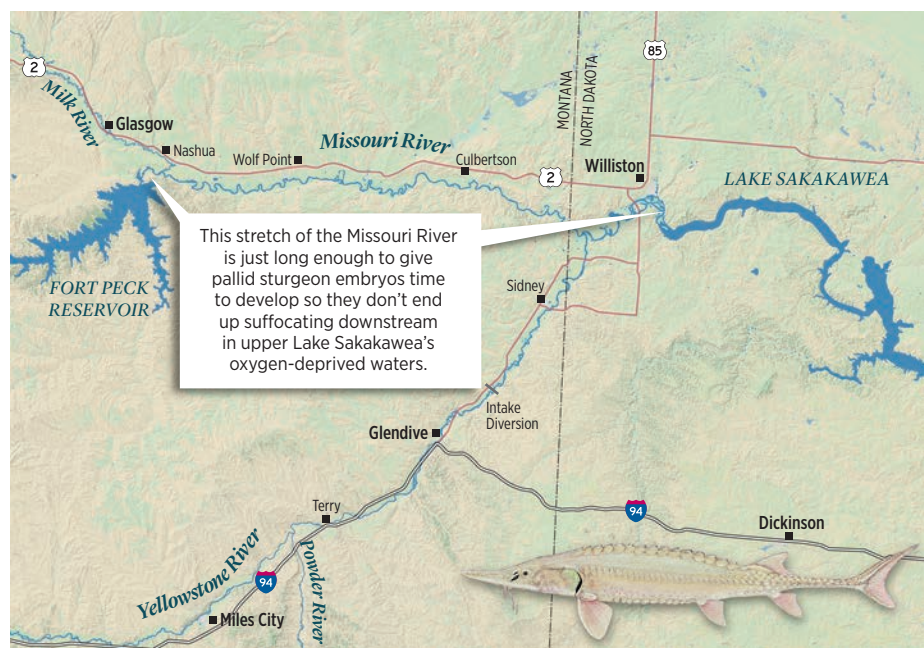 2
Milk River
Glasgow
Nashua
Wolf Point
Missouri River
Culbertson
2
MONTANA
NORTH DAKOTA
85
Williston
LAKE SAKAKAWEA
This stretch of the Missouri River
is just long enough to give
pallid sturgeon embryos time
to develop so they don’t end
up suffocating downstream
in upper Lake Sakakawea’s
oxygen-deprived waters.
FORT PECK
RESERVOIR
Sidney
Intake
Diversion
Glendive
Terry
94
Dickinson
Yellowstone River
94
Powder River
Miles City